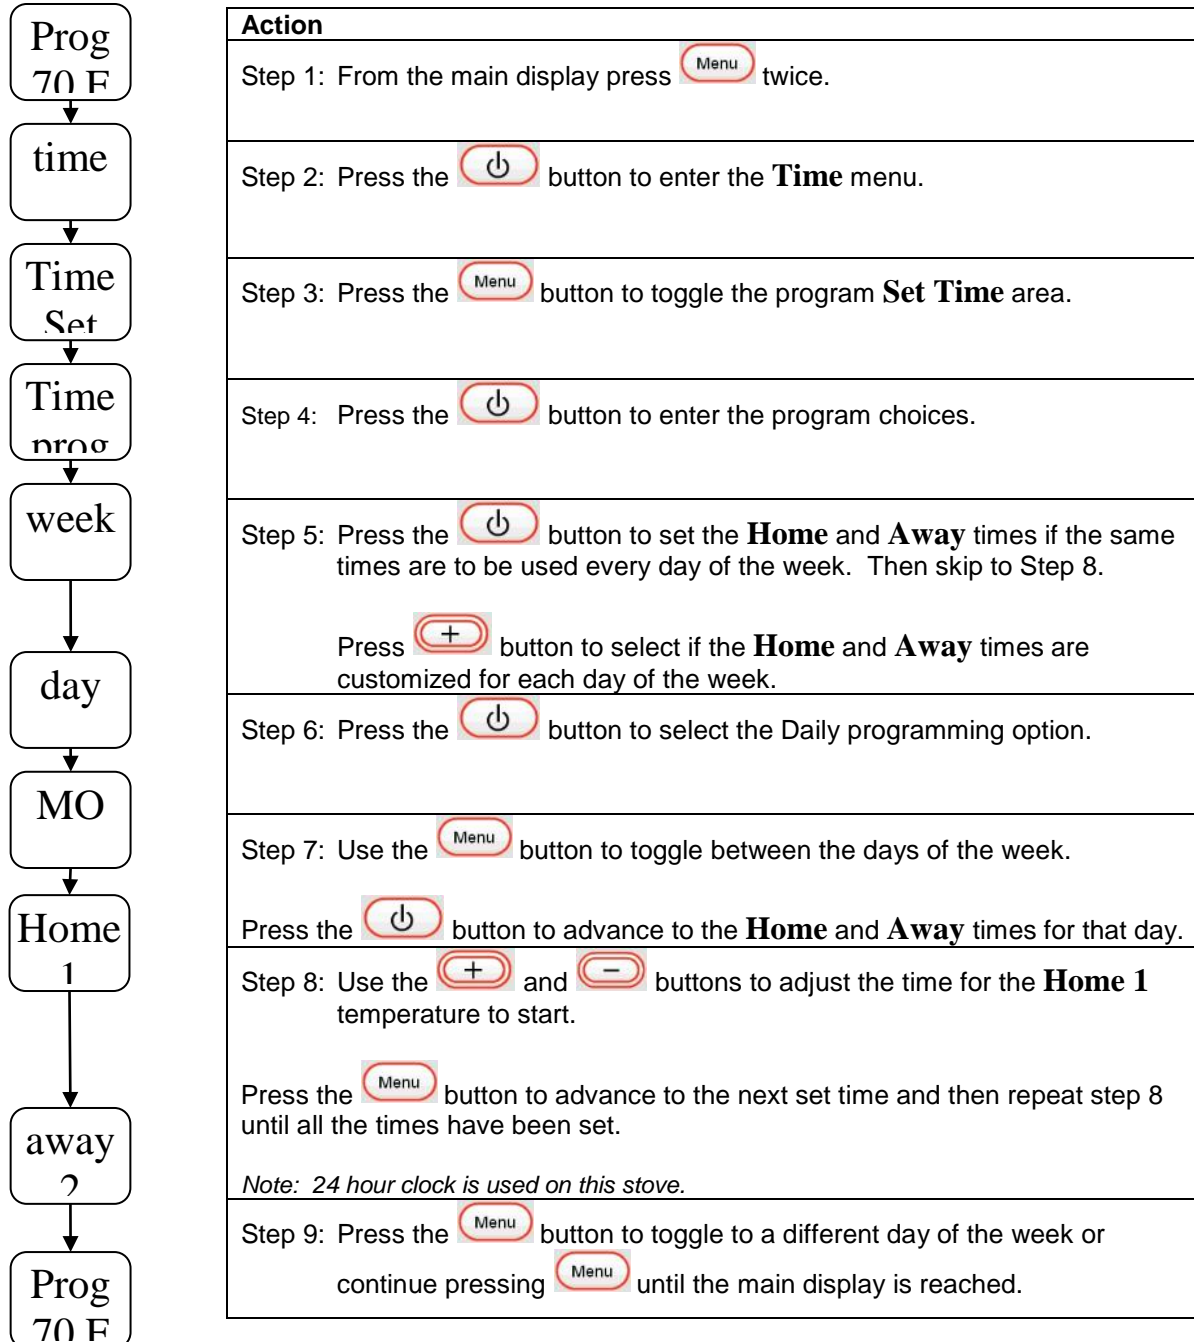 Prog
70 F
time
Time
Set
Time
prog
week
day
MO
Home
1
away
2
Prog
70 F
Action
Step 1: From the main display press Menu twice.
Step 2: Press the button to enter the Time menu.
Step 3: Press the Menu button to toggle the program Set Time area.
Step 4: Press the button to enter the program choices.
Step 5: Press the button to set the Home and Away times if the same
times are to be used every day of the week. Then skip to Step 8.
Press + button to select if the Home and Away times are
customized for each day of the week.
Step 6: Press the button to select the Daily programming option.
Step 7: Use the Menu button to toggle between the days of the week.
Press the button to advance to the Home and Away times for that day.
Step 8: Use the + and - buttons to adjust the time for the Home 1
temperature to start.
Press the Menu button to advance to the next set time and then repeat step 8
until all the times have been set.
Note: 24 hour clock is used on this stove.
Step 9: Press the Menu button to toggle to a different day of the week or
continue pressing Menu until the main display is reached.